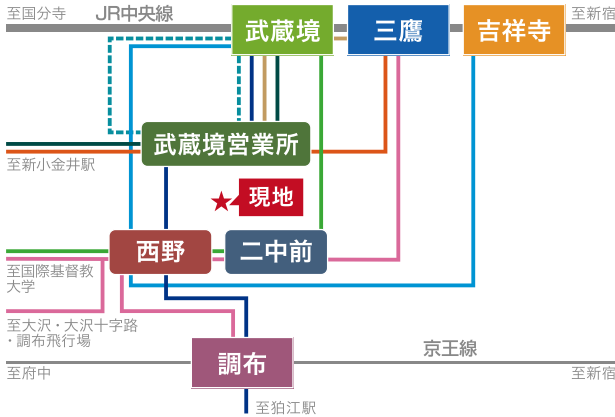 至国分寺
JR中央線
武蔵境
三鷹
吉祥寺
至新宿
武蔵境営業所
至新小金井駅
現地
西野
二中前
至国際基督教
大学
至大沢・大沢十字路
・調布飛行場
調布
京王線
至府中
至新宿
至狛江駅